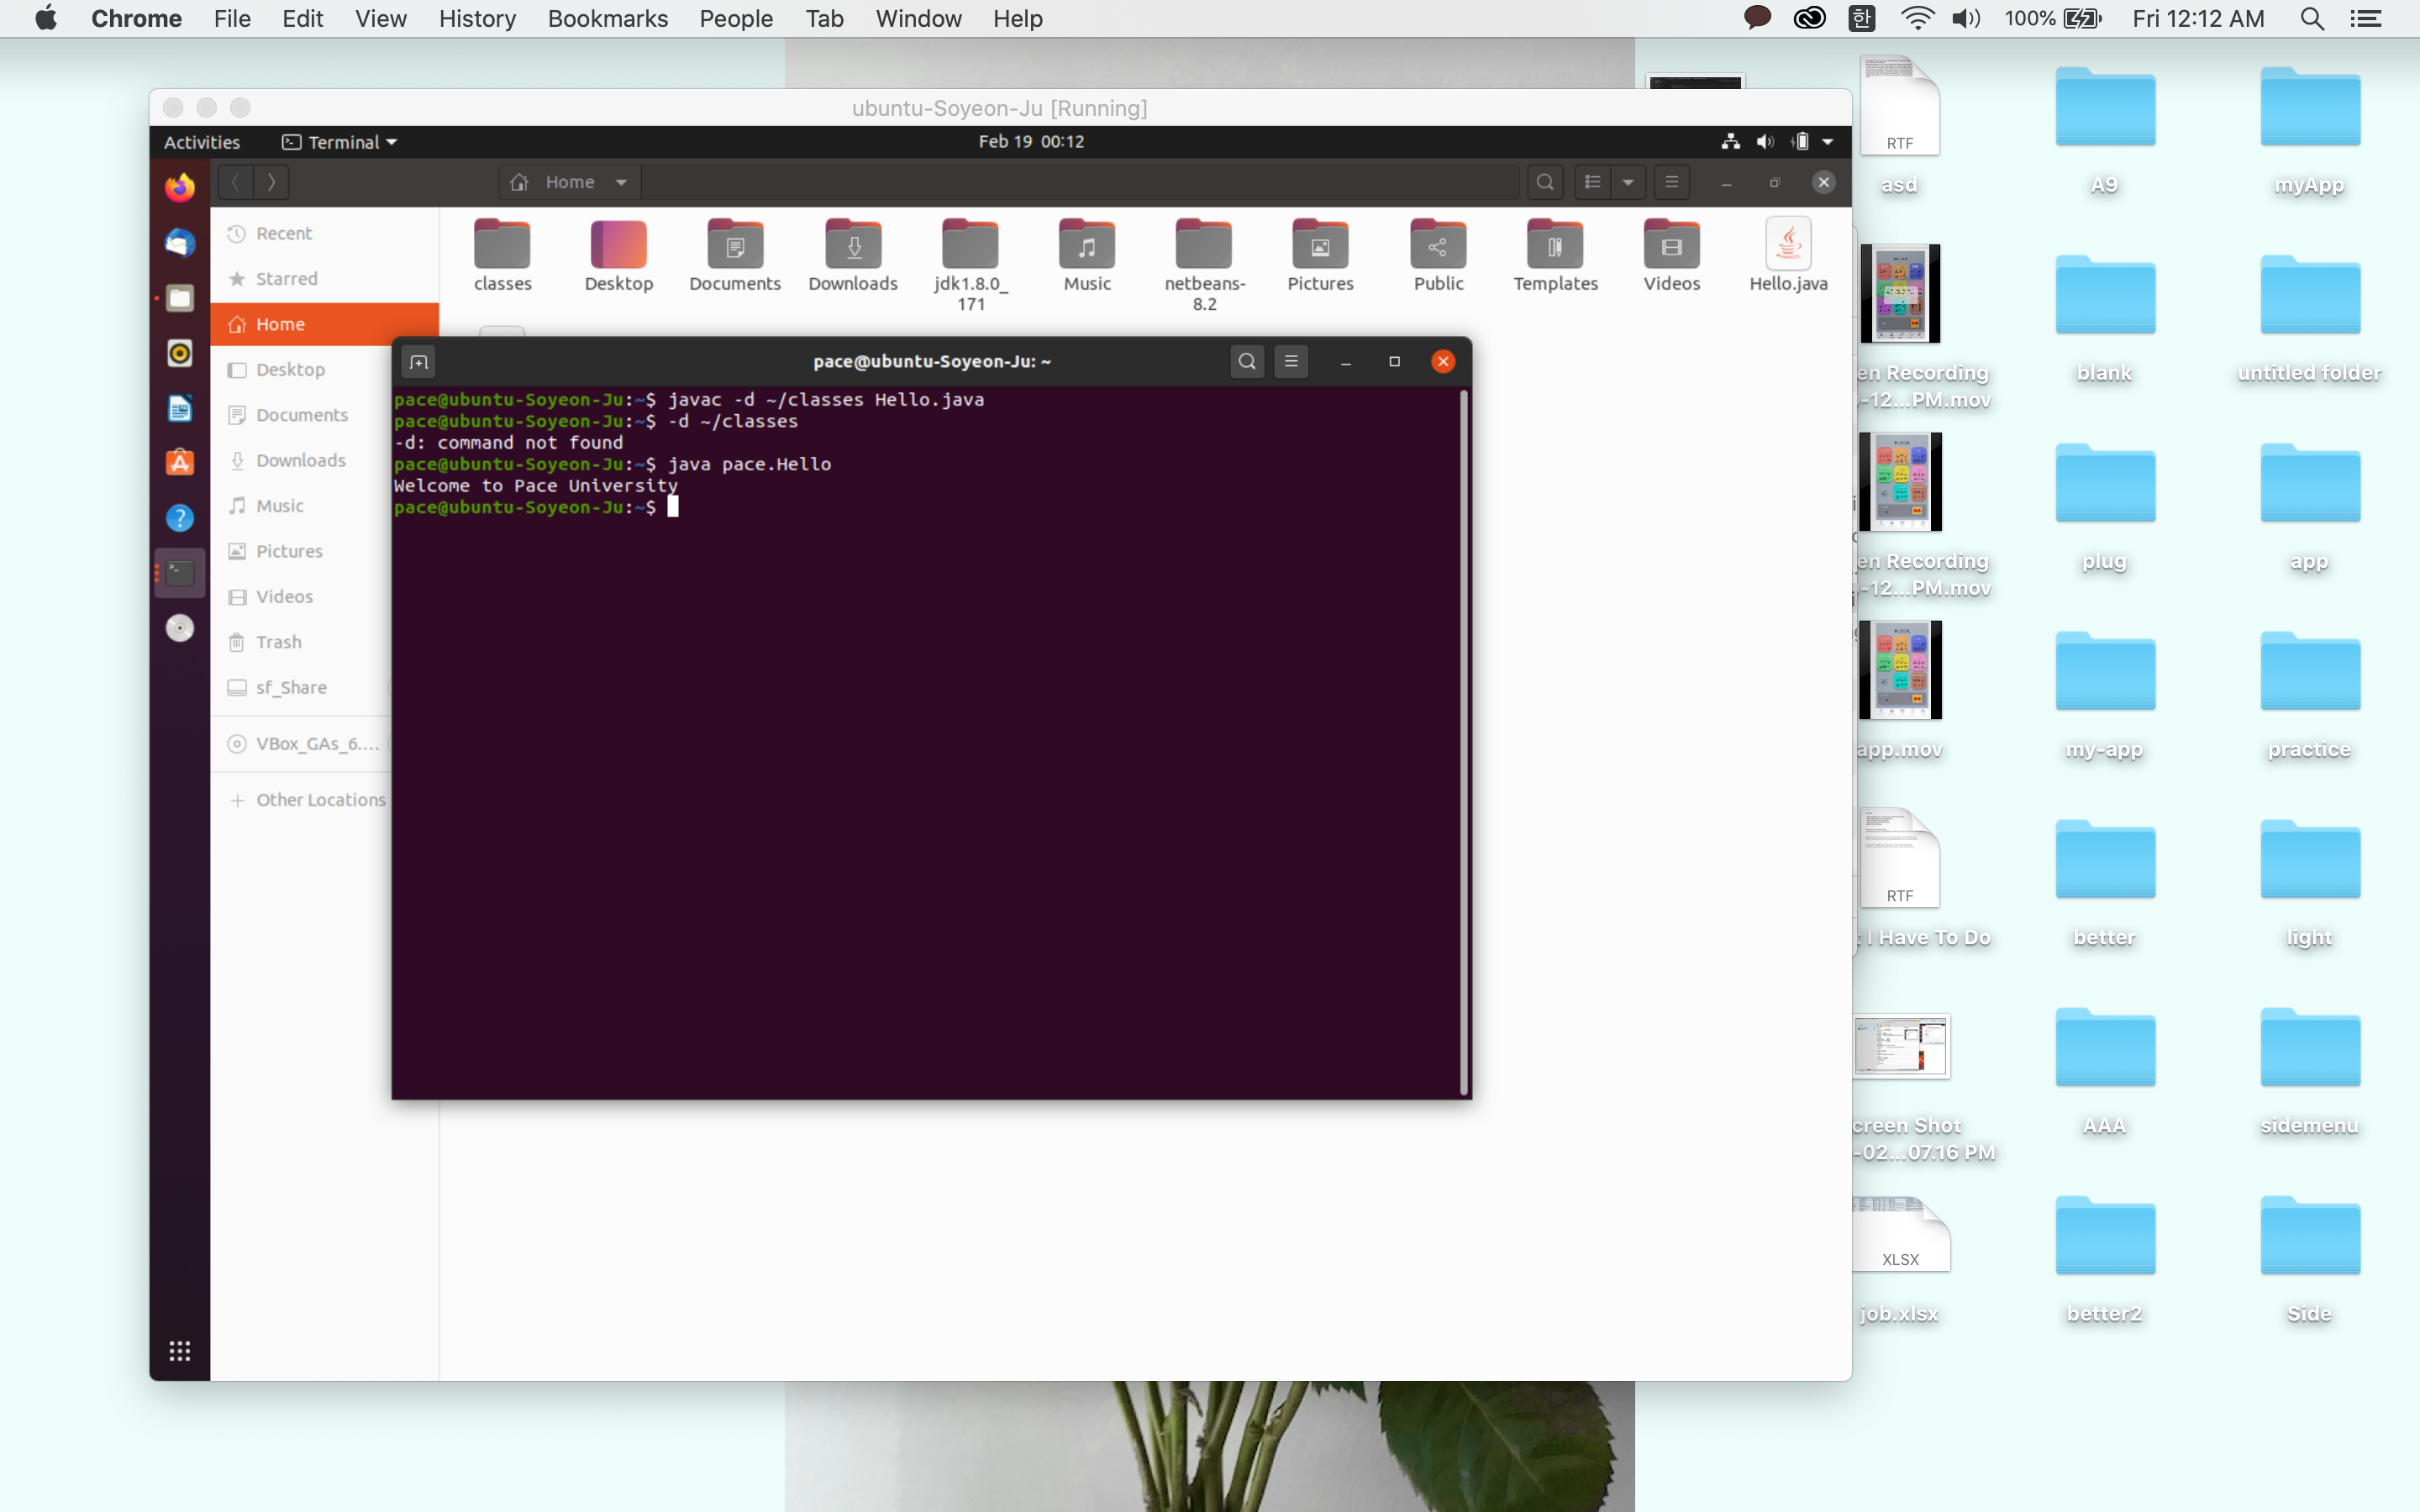 Chrome File Edit View History Bookmarks People Tab Window Help 한 100% Fri 12:12 AM
ubuntu-Soyeon-Ju [Running]
Activities Terminal Feb 19 00:12
Home
Recent
Starred
Home
Desktop
Documents
Downloads
Music
Pictures
Videos
Trash
sf_Share
VBox_GAs_6....
Other Locations
classes Desktop Documents Downloads jdk1.8.0_ Music netbeans- Pictures Public Templates Videos Hello.java
171 8.2
pace@ubuntu-Soyeon-Ju: ~
pace@ubuntu-Soyeon-Ju:~$ javac -d ~/classes Hello.java
pace@ubuntu-Soyeon-Ju:~$ -d ~/classes
-d: command not found
pace@ubuntu-Soyeon-Ju:~$ java pace.Hello
Welcome to Pace University
pace@ubuntu-Soyeon-Ju:~$
RTF
asd A9 myApp
en Recording blank untitled folder
-12...PM.mov
en Recording plug app
-12...PM.mov
app.mov my-app practice
RTF
I Have To Do better light
creen Shot AAA sidemenu
-02...07.16 PM
XLSX
job.xlsx better2 Side